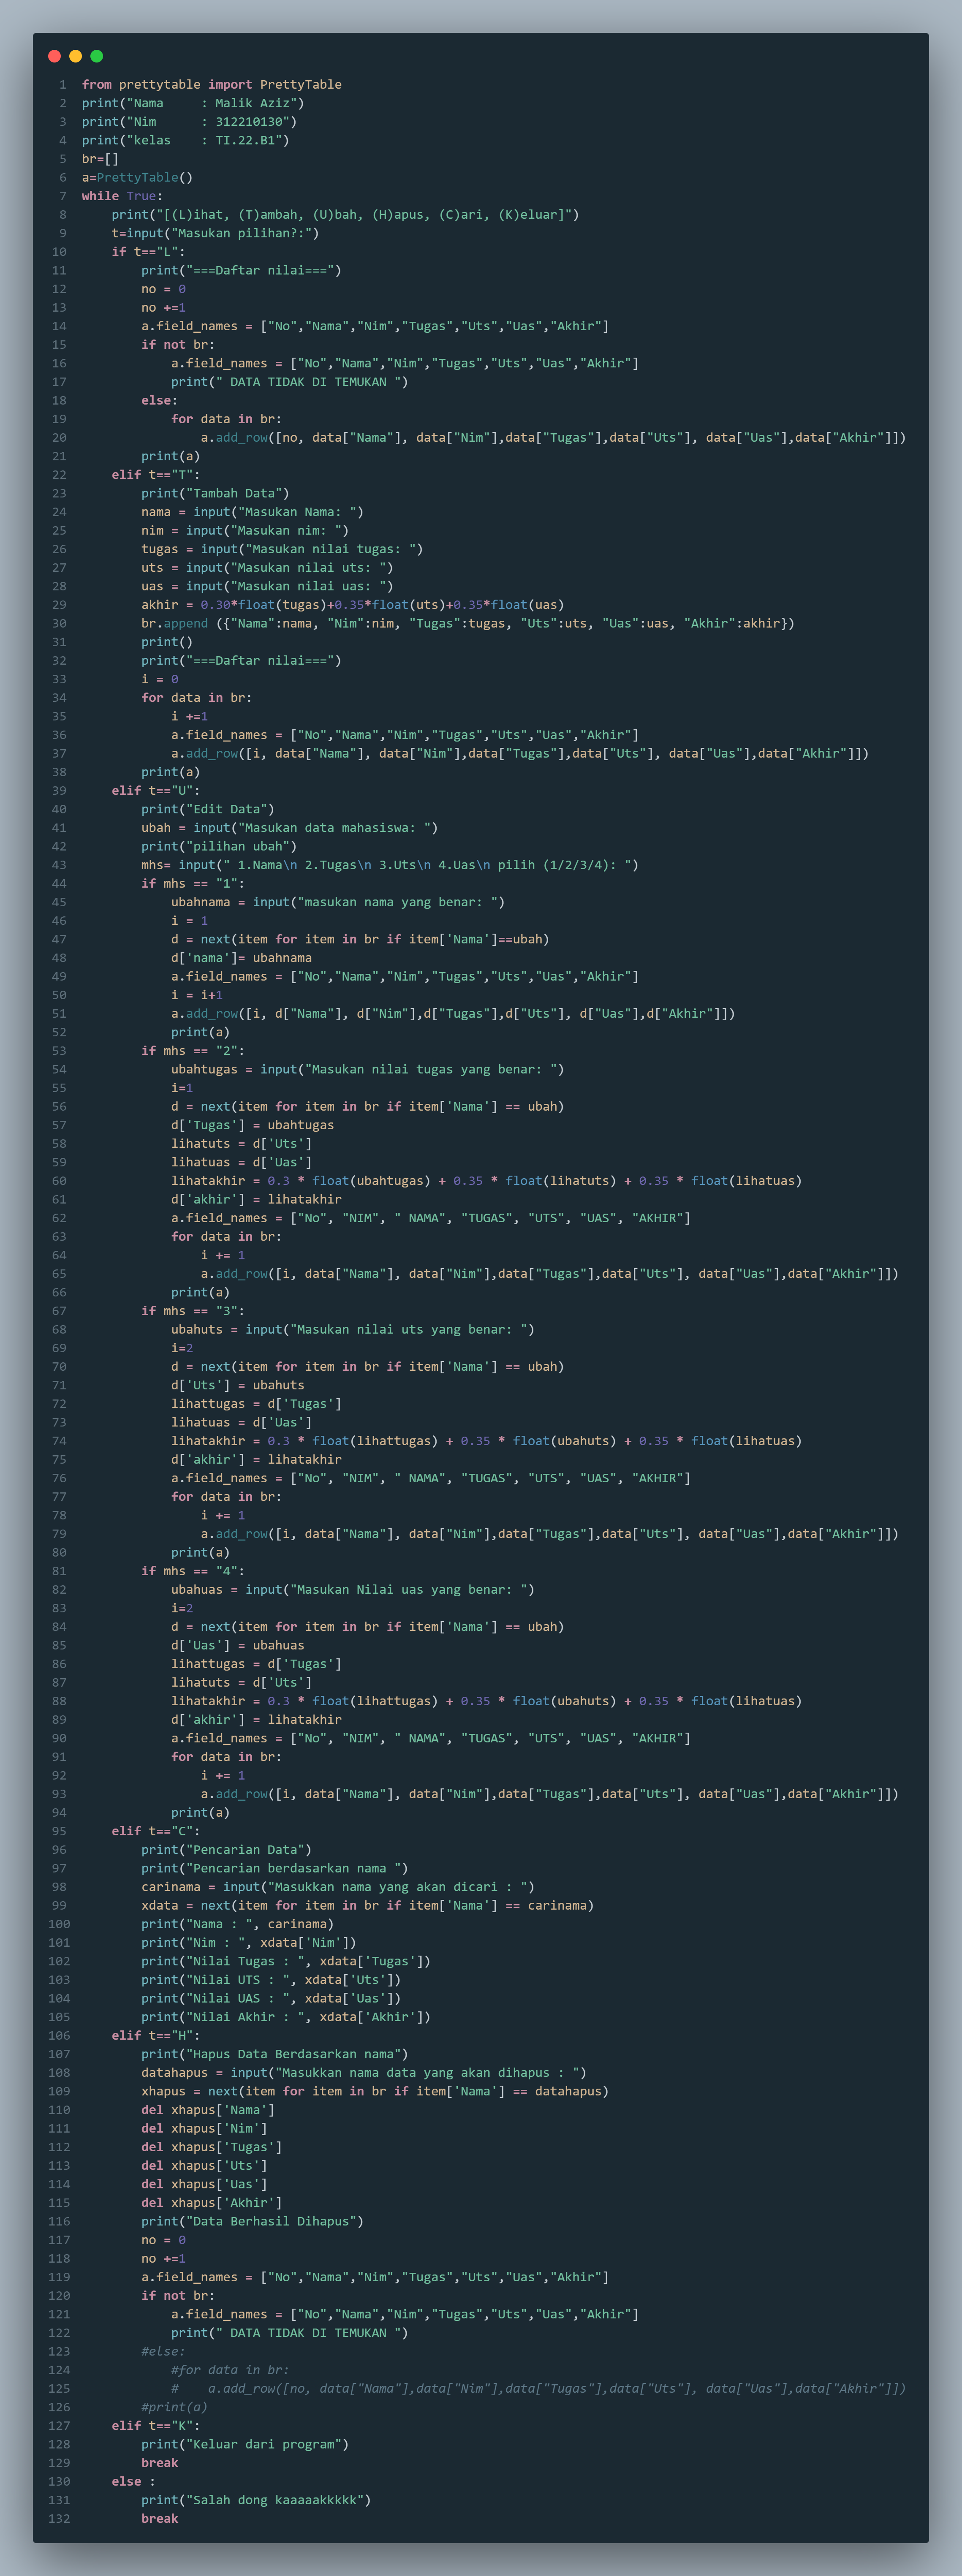 1 from prettytable import PrettyTable
2 print("Nama     : Malik Aziz")
3 print("Nim      : 312210130")
4 print("kelas    : TI.22.B1")
5 br=[]
6 a=PrettyTable()
7 while True:
8     print("[(L)ihat, (T)ambah, (U)bah, (H)apus, (C)ari, (K)eluar]")
9     t=input("Masukan pilihan?:")
10     if t=="L":
11         print("===Daftar nilai===")
12         no = 0
13         no +=1
14         a.field_names = ["No","Nama","Nim","Tugas","Uts","Uas","Akhir"]
15         if not br:
16             a.field_names = ["No","Nama","Nim","Tugas","Uts","Uas","Akhir"]
17             print(" DATA TIDAK DI TEMUKAN ")
18         else:
19             for data in br:
20                 a.add_row([no, data["Nama"], data["Nim"],data["Tugas"],data["Uts"], data["Uas"],data["Akhir"]])
21         print(a)
22     elif t=="T":
23         print("Tambah Data")
24         nama = input("Masukan Nama: ")
25         nim = input("Masukan nim: ")
26         tugas = input("Masukan nilai tugas: ")
27         uts = input("Masukan nilai uts: ")
28         uas = input("Masukan nilai uas: ")
29         akhir = 0.30*float(tugas)+0.35*float(uts)+0.35*float(uas)
30         br.append ({"Nama":nama, "Nim":nim, "Tugas":tugas, "Uts":uts, "Uas":uas, "Akhir":akhir})
31         print()
32         print("===Daftar nilai===")
33         i = 0
34         for data in br:
35             i +=1
36             a.field_names = ["No","Nama","Nim","Tugas","Uts","Uas","Akhir"]
37             a.add_row([i, data["Nama"], data["Nim"],data["Tugas"],data["Uts"], data["Uas"],data["Akhir"]])
38         print(a)
39     elif t=="U":
40         print("Edit Data")
41         ubah = input("Masukan data mahasiswa: ")
42         print("pilihan ubah")
43         mhs= input(" 1.Nama\n 2.Tugas\n 3.Uts\n 4.Uas\n pilih (1/2/3/4): ")
44         if mhs == "1":
45             ubahnama = input("masukan nama yang benar: ")
46             i = 1
47             d = next(item for item in br if item['Nama']==ubah)
48             d['nama']= ubahnama
49             a.field_names = ["No","Nama","Nim","Tugas","Uts","Uas","Akhir"]
50             i = i+1
51             a.add_row([i, d["Nama"], d["Nim"],d["Tugas"],d["Uts"], d["Uas"],d["Akhir"]])
52             print(a)
53         if mhs == "2":
54             ubahtugas = input("Masukan nilai tugas yang benar: ")
55             i=1
56             d = next(item for item in br if item['Nama'] == ubah)
57             d['Tugas'] = ubahtugas
58             lihatuts = d['Uts']
59             lihatuas = d['Uas']
60             lihatakhir = 0.3 * float(ubahtugas) + 0.35 * float(lihatuts) + 0.35 * float(lihatuas)
61             d['akhir'] = lihatakhir
62             a.field_names = ["No", "NIM", " NAMA", "TUGAS", "UTS", "UAS", "AKHIR"]
63             for data in br:
64                 i += 1
65                 a.add_row([i, data["Nama"], data["Nim"],data["Tugas"],data["Uts"], data["Uas"],data["Akhir"]])
66             print(a)
67         if mhs == "3":
68             ubahuts = input("Masukan nilai uts yang benar: ")
69             i=2
70             d = next(item for item in br if item['Nama'] == ubah)
71             d['Uts'] = ubahuts
72             lihattugas = d['Tugas']
73             lihatuas = d['Uas']
74             lihatakhir = 0.3 * float(lihattugas) + 0.35 * float(ubahuts) + 0.35 * float(lihatuas)
75             d['akhir'] = lihatakhir
76             a.field_names = ["No", "NIM", " NAMA", "TUGAS", "UTS", "UAS", "AKHIR"]
77             for data in br:
78                 i += 1
79                 a.add_row([i, data["Nama"], data["Nim"],data["Tugas"],data["Uts"], data["Uas"],data["Akhir"]])
80             print(a)
81         if mhs == "4":
82             ubahuas = input("Masukan Nilai uas yang benar: ")
83             i=2
84             d = next(item for item in br if item['Nama'] == ubah)
85             d['Uas'] = ubahuas
86             lihattugas = d['Tugas']
87             lihatuts = d['Uts']
88             lihatakhir = 0.3 * float(lihattugas) + 0.35 * float(ubahuts) + 0.35 * float(lihatuas)
89             d['akhir'] = lihatakhir
90             a.field_names = ["No", "NIM", " NAMA", "TUGAS", "UTS", "UAS", "AKHIR"]
91             for data in br:
92                 i += 1
93                 a.add_row([i, data["Nama"], data["Nim"],data["Tugas"],data["Uts"], data["Uas"],data["Akhir"]])
94             print(a)
95     elif t=="C":
96         print("Pencarian Data")
97         print("Pencarian berdasarkan nama ")
98         carinama = input("Masukkan nama yang akan dicari : ")
99         xdata = next(item for item in br if item['Nama'] == carinama)
100         print("Nama : ", carinama)
101         print("Nim : ", xdata['Nim'])
102         print("Nilai Tugas : ", xdata['Tugas'])
103         print("Nilai UTS : ", xdata['Uts'])
104         print("Nilai UAS : ", xdata['Uas'])
105         print("Nilai Akhir : ", xdata['Akhir'])
106     elif t=="H":
107         print("Hapus Data Berdasarkan nama")
108         datahapus = input("Masukkan nama data yang akan dihapus : ")
109         xhapus = next(item for item in br if item['Nama'] == datahapus)
110         del xhapus['Nama']
111         del xhapus['Nim']
112         del xhapus['Tugas']
113         del xhapus['Uts']
114         del xhapus['Uas']
115         del xhapus['Akhir']
116         print("Data Berhasil Dihapus")
117         no = 0
118         no +=1
119         a.field_names = ["No","Nama","Nim","Tugas","Uts","Uas","Akhir"]
120         if not br:
121             a.field_names = ["No","Nama","Nim","Tugas","Uts","Uas","Akhir"]
122             print(" DATA TIDAK DI TEMUKAN ")
123         #else:
124             #for data in br:
125             #    a.add_row([no, data["Nama"],data["Nim"],data["Tugas"],data["Uts"], data["Uas"],data["Akhir"]])
126         #print(a)
127     elif t=="K":
128         print("Keluar dari program")
129         break
130     else :
131         print("Salah dong kaaaaakkkkk")
132         break